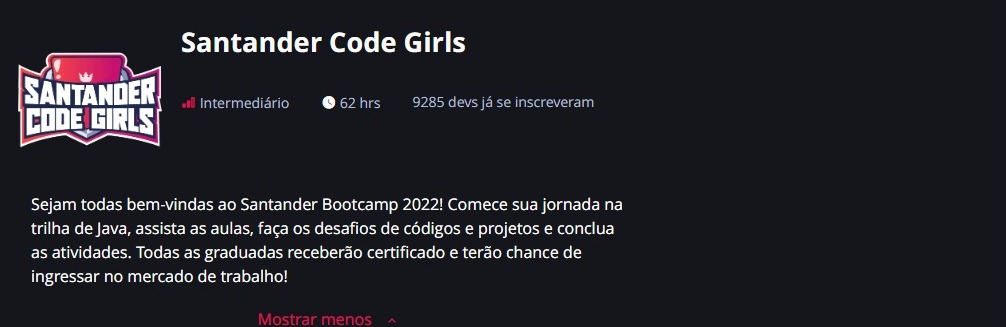 Santander Code Girls
SANTANDER
CODE GIRLS
Intermediário 62 hrs 9285 devs já se inscreveram
Sejam todas bem-vindas ao Santander Bootcamp 2022! Comece sua jornada na
trilha de Java, assista as aulas, faça os desafios de códigos e projetos e conclua
as atividades. Todas as graduadas receberão certificado e terão chance de
ingressar no mercado de trabalho!
Mostrar menos